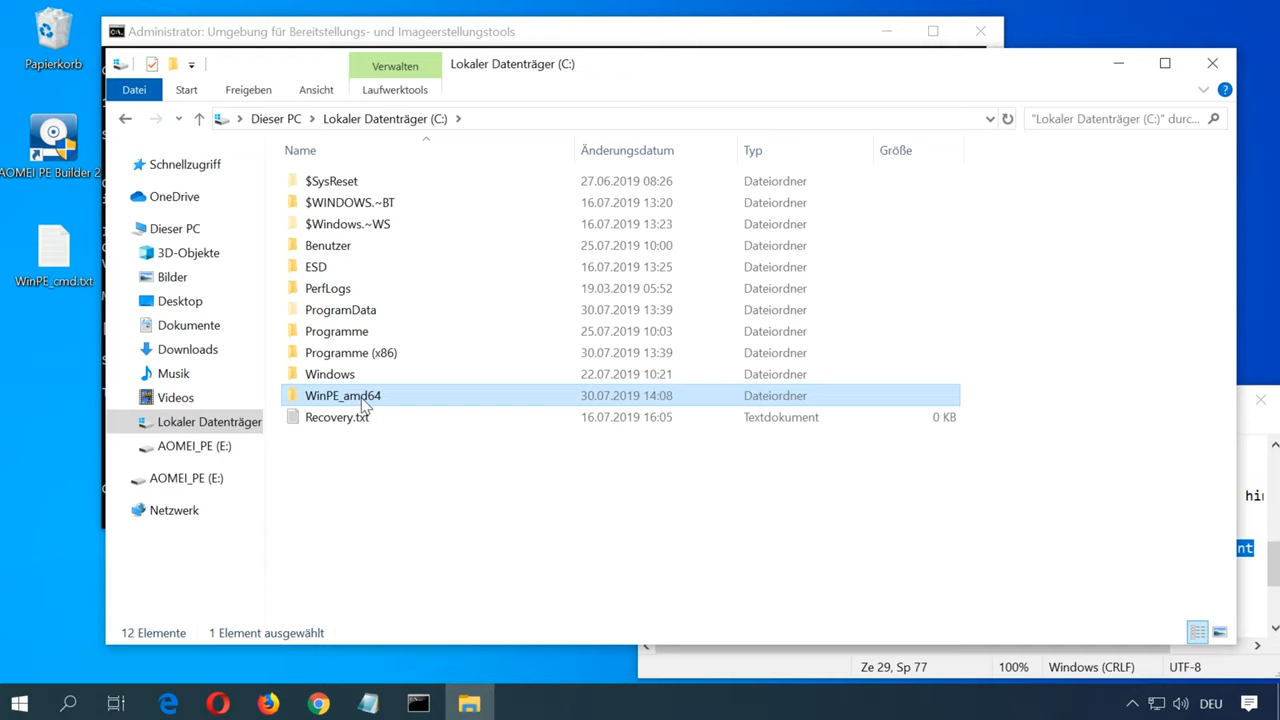 Papierkorb
AOMEI PE Builder 2
WinPE_cmd.txt
Administrator: Umgebung für Bereitstellungs- und Imageerstellungstools
Verwalten
Lokaler Datenträger (C:)
Datei
Start
Freigeben
Ansicht
Laufwerktools
Dieser PC
Lokaler Datenträger (C:)
"Lokaler Datenträger (C:)" durc...
Name Änderungsdatum Typ Größe
Schnellzugriff
OneDrive
Dieser PC
3D-Objekte
Bilder
Desktop
Dokumente
Downloads
Musik
Videos
Lokaler Datenträger
AOMEI_PE (E:)
AOMEI_PE (E:)
Netzwerk
$SysReset 27.06.2019 08:26 Dateiordner
$WINDOWS.~BT 16.07.2019 13:20 Dateiordner
$Windows.~WS 16.07.2019 13:23 Dateiordner
Benutzer 25.07.2019 10:00 Dateiordner
ESD 16.07.2019 13:25 Dateiordner
PerfLogs 19.03.2019 05:52 Dateiordner
ProgramData 30.07.2019 13:39 Dateiordner
Programme 25.07.2019 10:03 Dateiordner
Programme (x86) 30.07.2019 13:39 Dateiordner
Windows 22.07.2019 10:21 Dateiordner
WinPE_amd64 30.07.2019 14:08 Dateiordner
Recovery.txt 16.07.2019 16:05 Textdokument 0 KB
12 Elemente 1 Element ausgewählt
Ze 29, Sp 77 100% Windows (CRLF) UTF-8
DEU